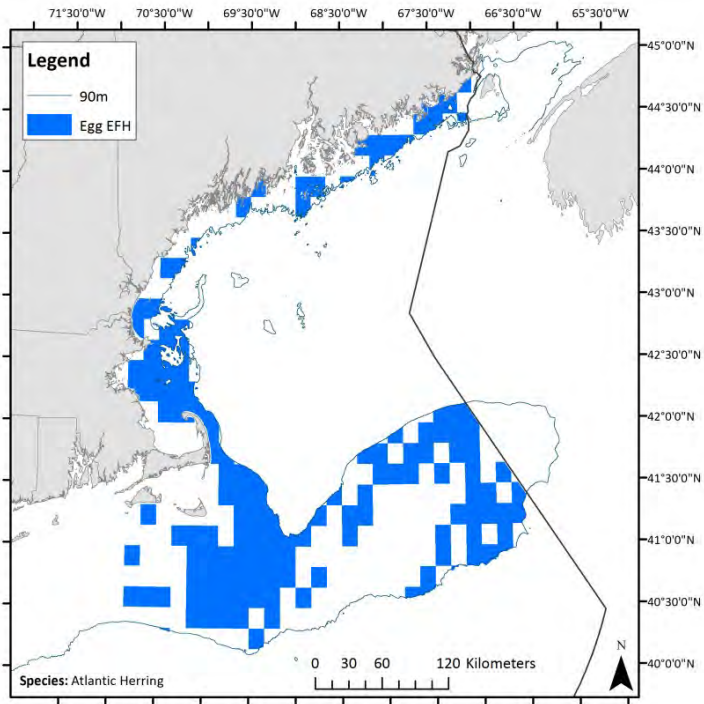 71°30'0"W 70°30'0"W 69°30'0"W 68°30'0"W 67°30'0"W 66°30'0"W 65°30'0"W
Legend
90m
Egg EFH
45°0'0"N
44°30'0"N
44°0'0"N
43°30'0"N
43°0'0"N
42°30'0"N
42°0'0"N
41°30'0"N
41°0'0"N
40°30'0"N
40°0'0"N
N
0 30 60 120 Kilometers
Species: Atlantic Herring